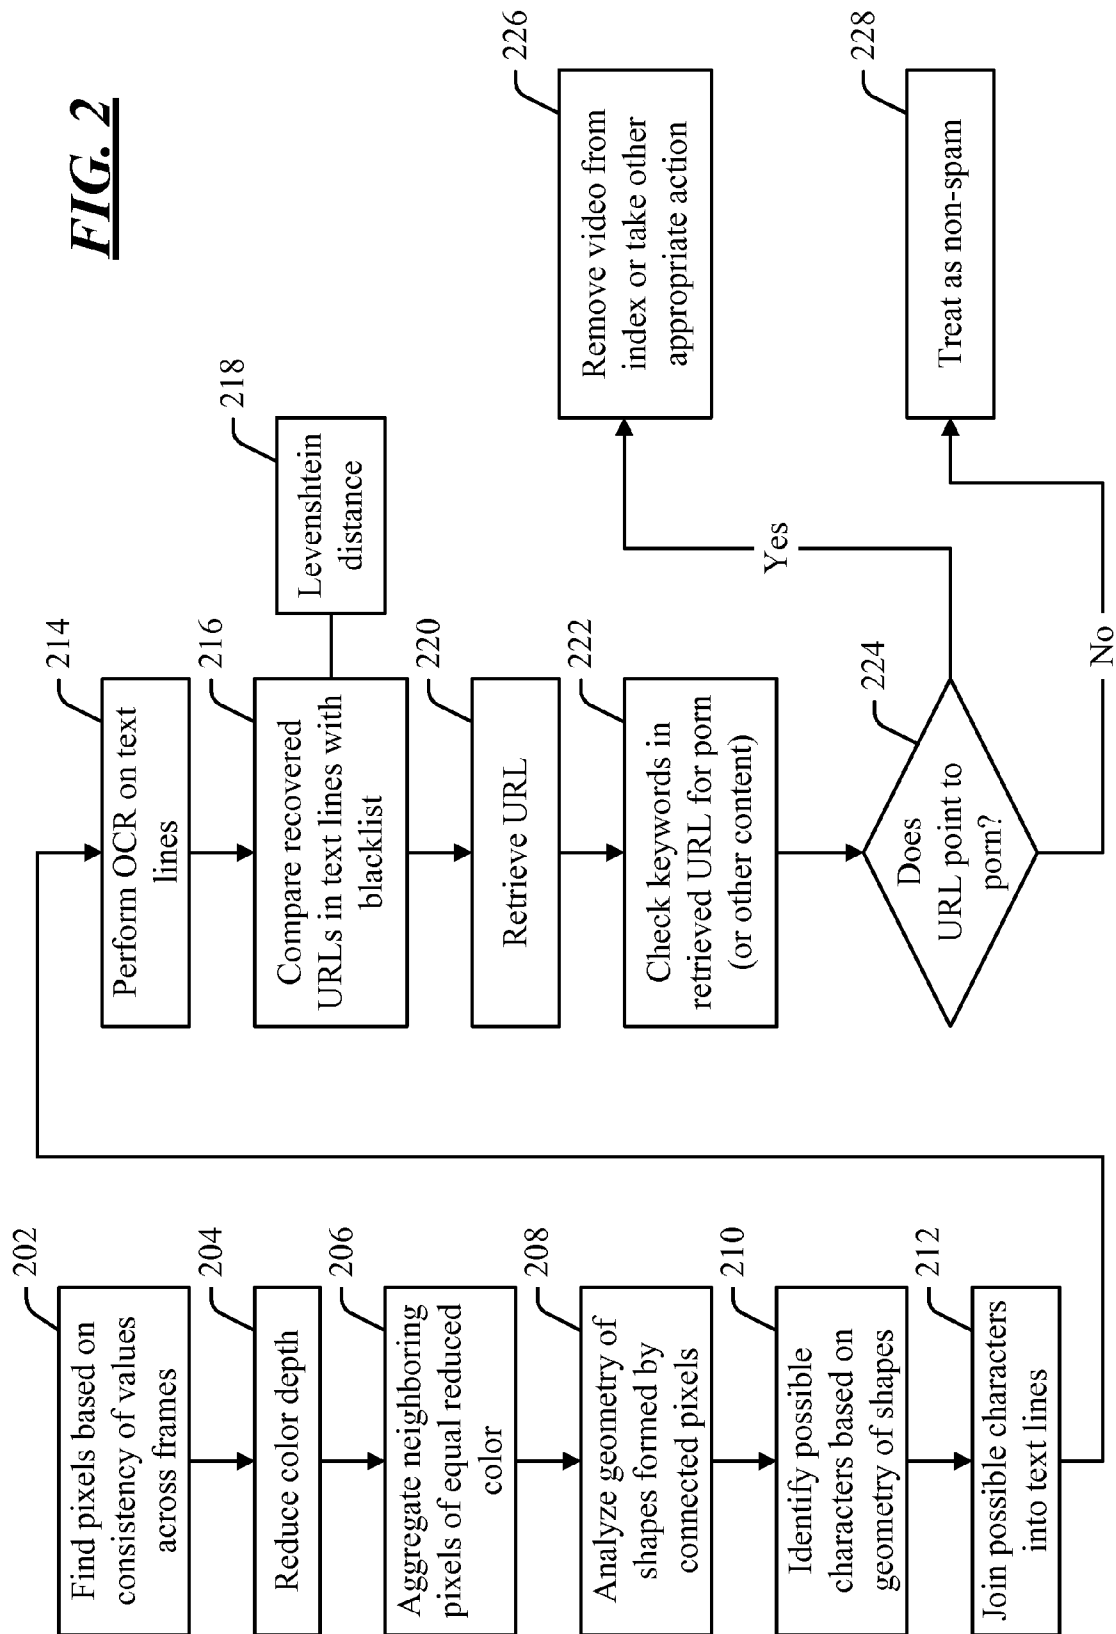 FIG. 2
202
Find pixels based on
consistency of values
across frames
204
Reduce color depth
206
Aggregate neighboring
pixels of equal reduced
color
208
Analyze geometry of
shapes formed by
connected pixels
210
Identify possible
characters based on
geometry of shapes
212
Join possible characters
into text lines
214
Perform OCR on text
lines
216
Compare recovered
URLs in text lines with
blacklist
218
Levenshtein
distance
220
Retrieve URL
222
Check keywords in
retrieved URL for porn
(or other content)
224
Does
URL point to
porn?
Yes
No
226
Remove video from
index or take other
appropriate action
228
Treat as non-spam